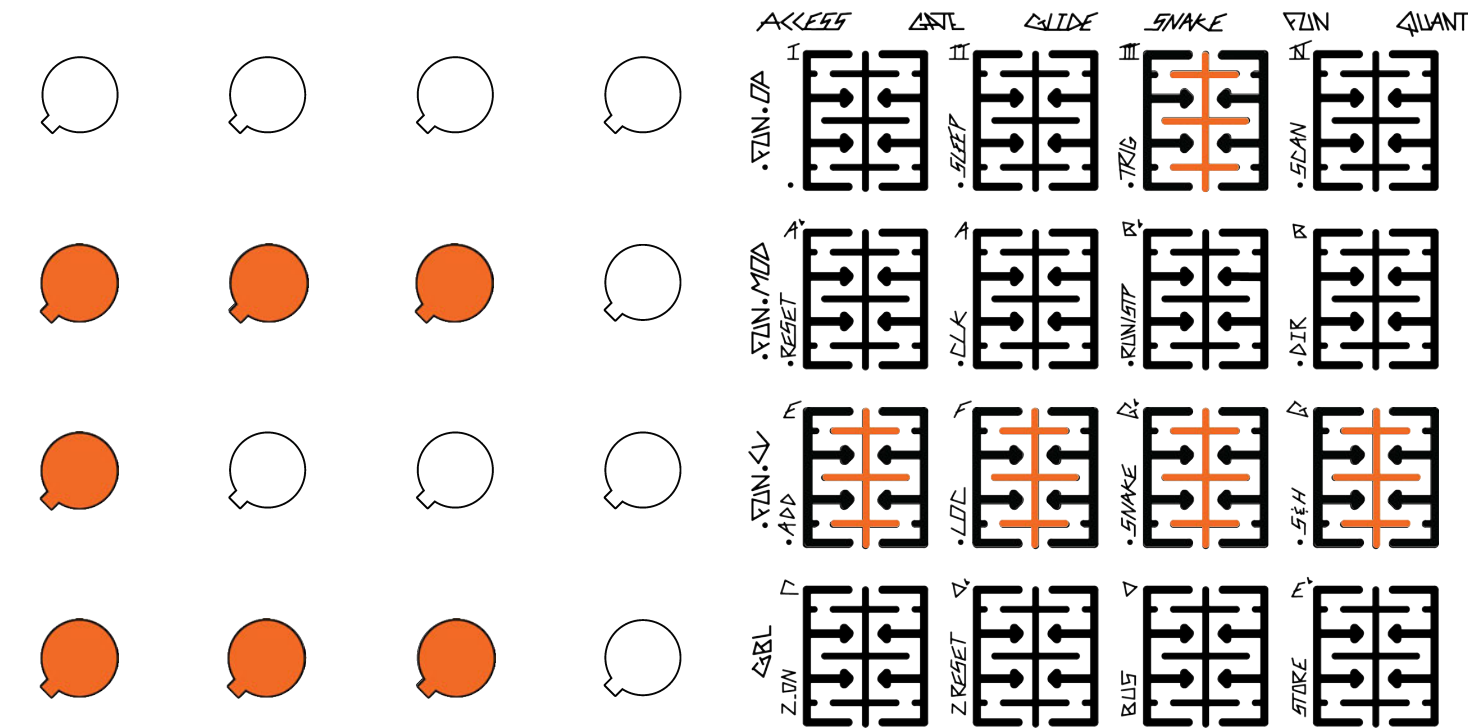 ACCESS GATE GLIDE SNAKE FUN QUANT
I II III IV
.FUN.OP . .SLEEP .TRIG .SCAN
A' A B' B
.FUN.MOD .RESET .CLK .RUN/STP .DIR
E F G' G
.FUN.CV .ADD .LOC .SNAKE .S&H
C D' D E'
GBL Z_ON Z RESET BUS STORE